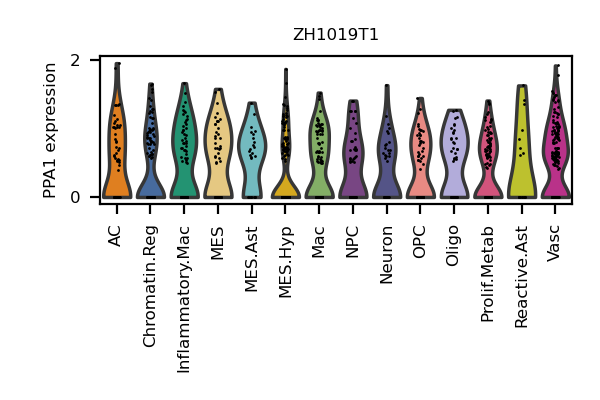 ZH1019T1
PPA1 expression
2
0
AC
Chromatin.Reg
Inflammatory.Mac
MES
MES.Ast
MES.Hyp
Mac
NPC
Neuron
OPC
Oligo
Prolif.Metab
Reactive.Ast
Vasc